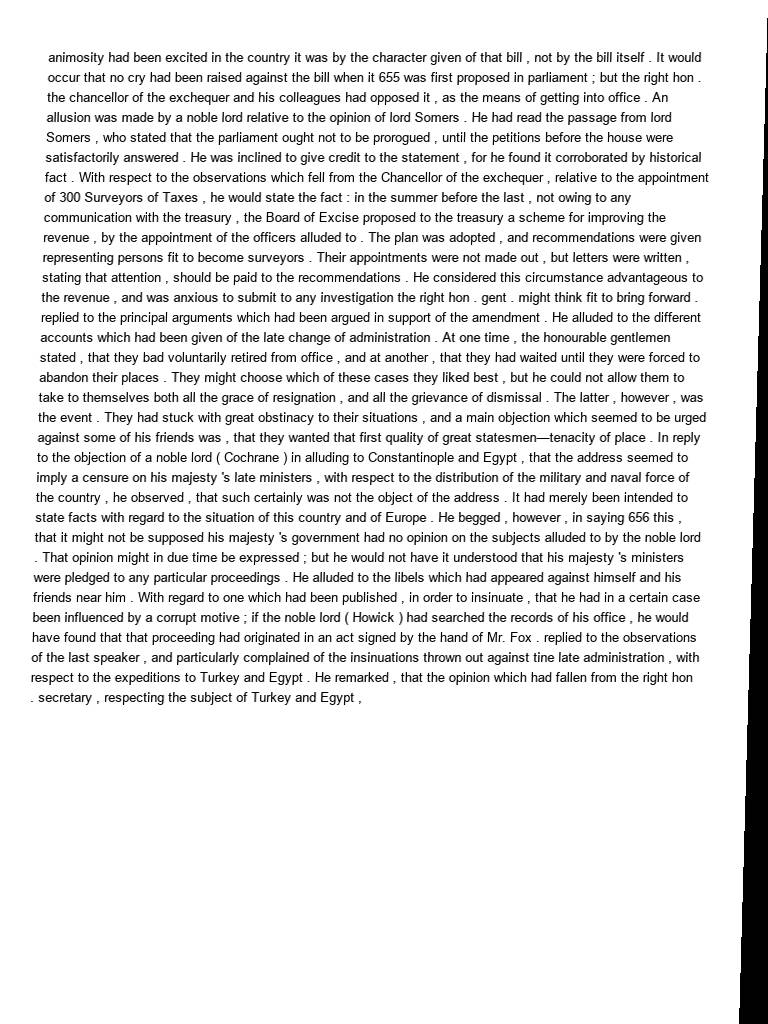 animosity had been excited in the country it was by the character given of that bill , not by the bill itself . It would
occur that no cry had been raised against the bill when it 655 was first proposed in parliament ; but the right hon .
the chancellor of the exchequer and his colleagues had opposed it , as the means of getting into office . An
allusion was made by a noble lord relative to the opinion of lord Somers . He had read the passage from lord
Somers , who stated that the parliament ought not to be prorogued , until the petitions before the house were
satisfactorily answered . He was inclined to give credit to the statement , for he found it corroborated by historical
fact . With respect to the observations which fell from the Chancellor of the exchequer , relative to the appointment
of 300 Surveyors of Taxes , he would state the fact : in the summer before the last , not owing to any
communication with the treasury , the Board of Excise proposed to the treasury a scheme for improving the
revenue , by the appointment of the officers alluded to . The plan was adopted , and recommendations were given
representing persons fit to become surveyors . Their appointments were not made out , but letters were written ,
stating that attention , should be paid to the recommendations . He considered this circumstance advantageous to
the revenue , and was anxious to submit to any investigation the right hon . gent . might think fit to bring forward .
replied to the principal arguments which had been argued in support of the amendment . He alluded to the different
accounts which had been given of the late change of administration . At one time , the honourable gentlemen
stated , that they bad voluntarily retired from office , and at another , that they had waited until they were forced to
abandon their places . They might choose which of these cases they liked best , but he could not allow them to
take to themselves both all the grace of resignation , and all the grievance of dismissal . The latter , however , was
the event . They had stuck with great obstinacy to their situations , and a main objection which seemed to be urged
against some of his friends was , that they wanted that first quality of great statesmen—tenacity of place . In reply
to the objection of a noble lord ( Cochrane ) in alluding to Constantinople and Egypt , that the address seemed to
imply a censure on his majesty 's late ministers , with respect to the distribution of the military and naval force of
the country , he observed , that such certainly was not the object of the address . It had merely been intended to
state facts with regard to the situation of this country and of Europe . He begged , however , in saying 656 this ,
that it might not be supposed his majesty 's government had no opinion on the subjects alluded to by the noble lord
. That opinion might in due time be expressed ; but he would not have it understood that his majesty 's ministers
were pledged to any particular proceedings . He alluded to the libels which had appeared against himself and his
friends near him . With regard to one which had been published , in order to insinuate , that he had in a certain case
been influenced by a corrupt motive ; if the noble lord ( Howick ) had searched the records of his office , he would
have found that that proceeding had originated in an act signed by the hand of Mr. Fox . replied to the observations
of the last speaker , and particularly complained of the insinuations thrown out against tine late administration , with
respect to the expeditions to Turkey and Egypt . He remarked , that the opinion which had fallen from the right hon
. secretary , respecting the subject of Turkey and Egypt ,